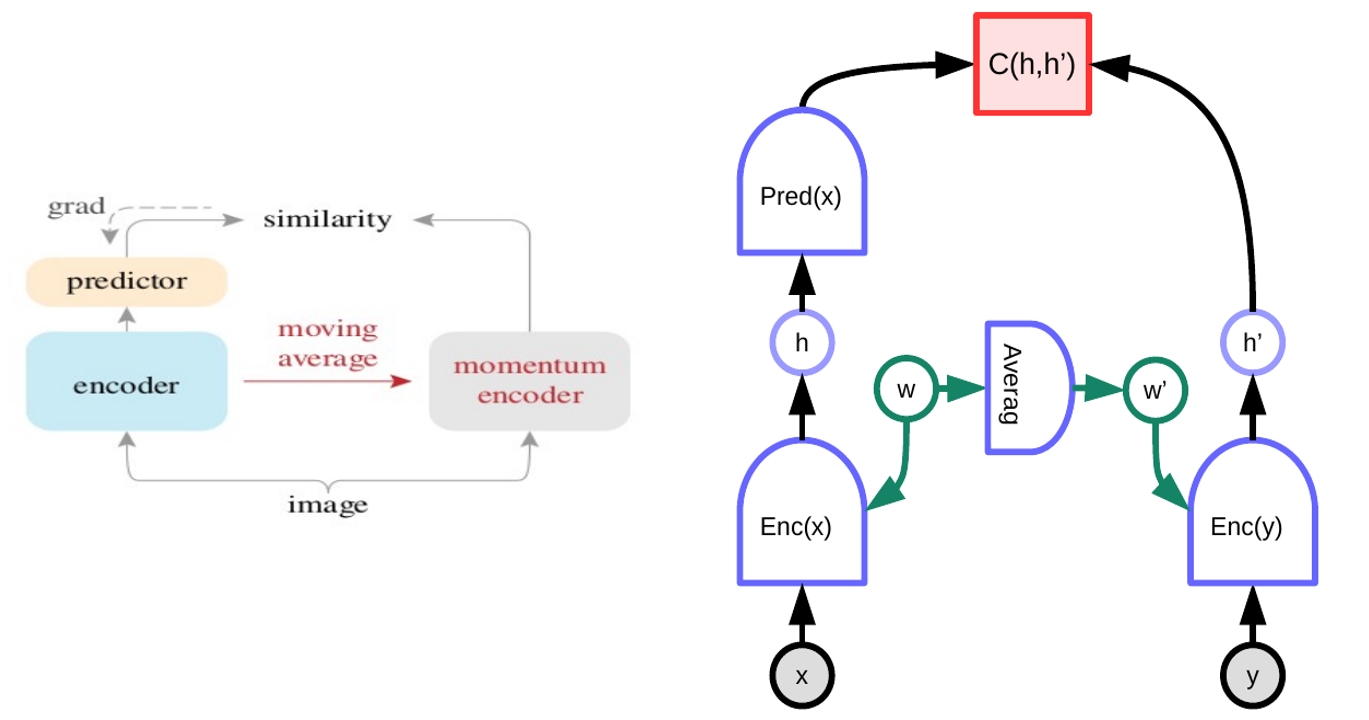 grad
similarity
predictor
moving
average
encoder
momentum
encoder
image
C(h,h’)
Pred(x)
h
h’
w
Averag
w’
Enc(x)
Enc(y)
x
y